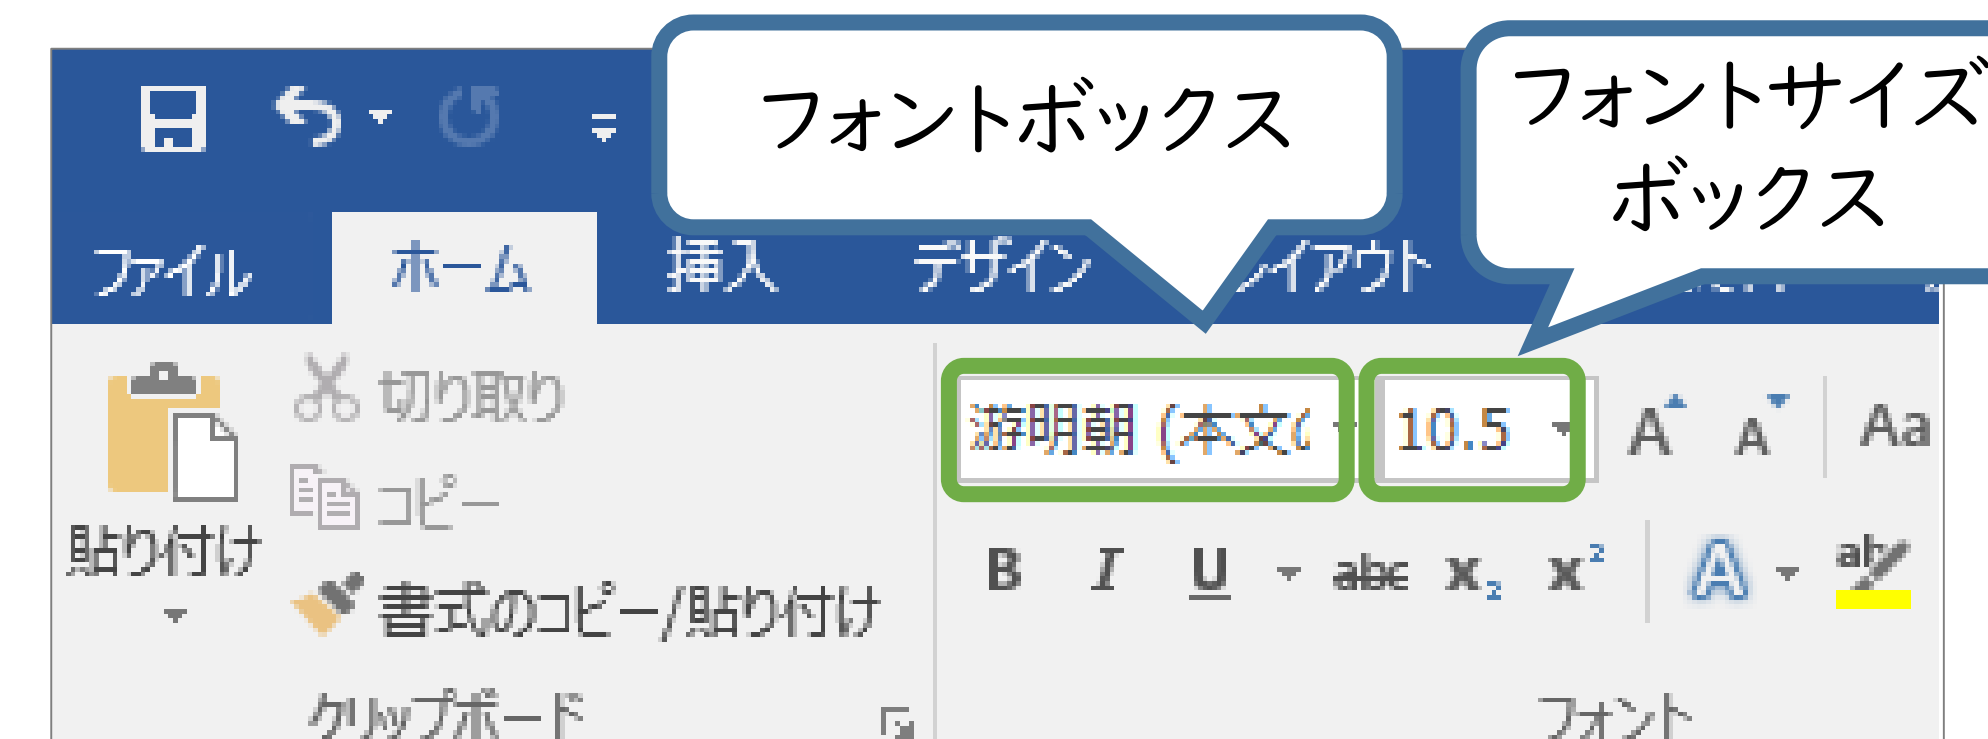 フォントボックス
フォントサイズ
ボックス
ファイル ホーム 挿入 デザイン イアウト
切り取り
コピー
貼り付け
書式のコピー/貼り付け
クリップボード
游明朝 (本文 10.5 A A Aa
B I U abc x₂ x² A ab
フォント